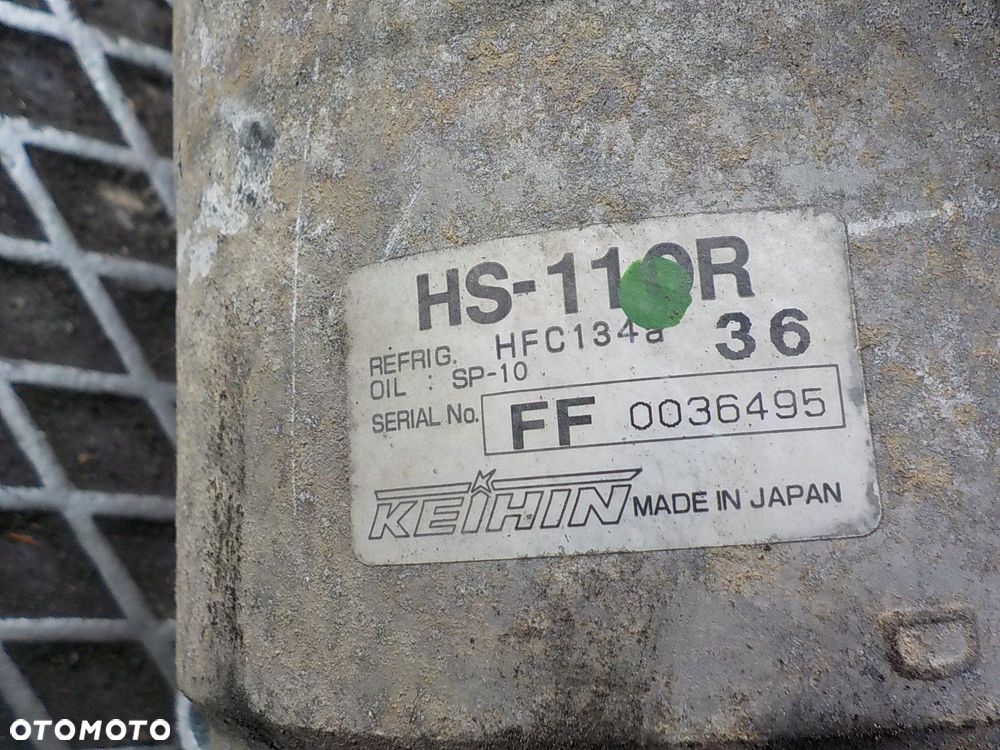 HS-110R
REFRIG. HFC134a 36
OIL : SP-10
SERIAL No. FF 0036495
KEIHIN MADE IN JAPAN
OTOMOTO